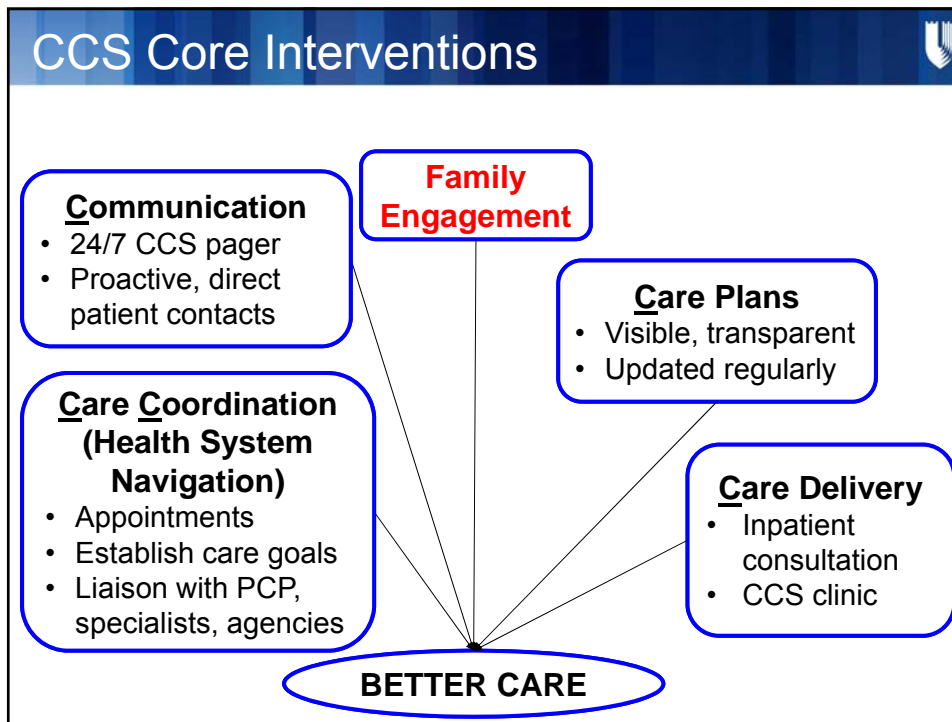 CCS Core Interventions
Family
Engagement
Communication
• 24/7 CCS pager
• Proactive, direct
patient contacts
Care Plans
• Visible, transparent
• Updated regularly
Care Coordination
(Health System
Navigation)
• Appointments
• Establish care goals
• Liaison with PCP,
specialists, agencies
Care Delivery
• Inpatient
consultation
• CCS clinic
BETTER CARE